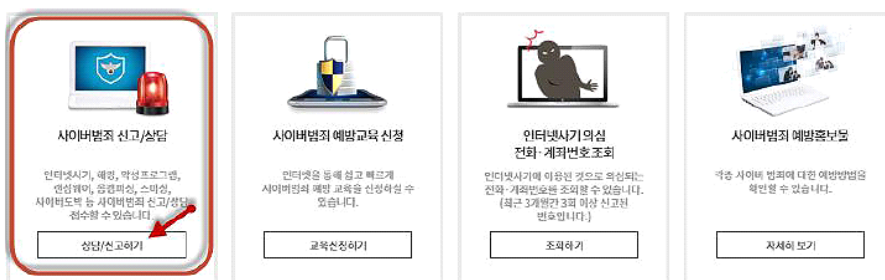 사이버범죄 신고/상담
인터넷사기, 해킹, 악성프로그램,
랜섬웨어, 몸캠피싱, 스미싱,
사이버도박 등 사이버범죄 신고/상담
접수할 수 있습니다.
상담/신고하기
사이버범죄 예방교육 신청
인터넷을 통해 쉽고 빠르게
사이버범죄 예방 교육을 신청하실 수
있습니다.
교육신청하기
인터넷사기 의심
전화·계좌번호 조회
인터넷사기에 이용된 것으로 의심되는
전화·계좌번호를 조회할 수 있습니다.
(최근 3개월간 3회 이상 신고된
번호입니다.)
조회하기
사이버범죄 예방홍보물
각종 사이버 범죄에 대한 예방방법을
확인할 수 있습니다.
자세히 보기